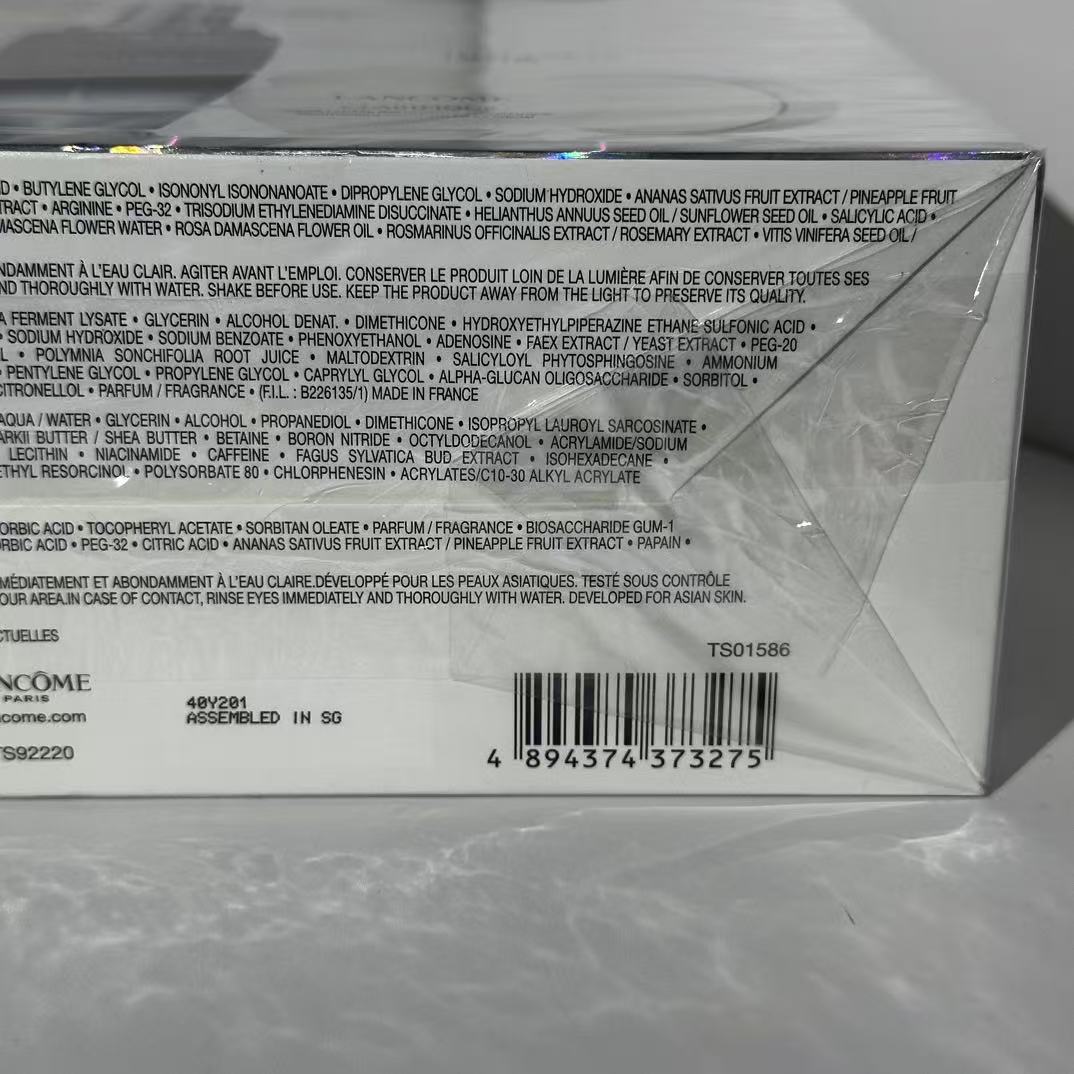 LANCÔME
BUTYLENE GLYCOL • ISONONYL ISONONANOATE • DIPROPYLENE GLYCOL • SODIUM HYDROXIDE • ANANAS SATIVUS FRUIT EXTRACT / PINEAPPLE FRUIT
TRACT • ARGININE • PEG-32 • TRISODIUM ETHYLENEDIAMINE DISUCCINATE • HELIANTHUS ANNUUS SEED OIL / SUNFLOWER SEED OIL • SALICYLIC ACID •
MASCENA FLOWER WATER • ROSA DAMASCENA FLOWER OIL • ROSMARINUS OFFICINALIS EXTRACT / ROSEMARY EXTRACT • VITIS VINIFERA SEED OIL /
NDAMMENT À L'EAU CLAIR. AGITER AVANT L'EMPLOI. CONSERVER LE PRODUIT LOIN DE LA LUMIÈRE AFIN DE CONSERVER TOUTES SES
ND THOROUGHLY WITH WATER. SHAKE BEFORE USE. KEEP THE PRODUCT AWAY FROM THE LIGHT TO PRESERVE ITS QUALITY.
A FERMENT LYSATE • GLYCERIN • ALCOHOL DENAT. • DIMETHICONE • HYDROXYETHYLPIPERAZINE ETHANE SULFONIC ACID •
• SODIUM HYDROXIDE • SODIUM BENZOATE • PHENOXYETHANOL • ADENOSINE • FAEX EXTRACT / YEAST EXTRACT • PEG-20
L • POLYMNIA SONCHIFOLIA ROOT JUICE • MALTODEXTRIN • SALICYLOYL PHYTOSPHINGOSINE • AMMONIUM
• PENTYLENE GLYCOL • PROPYLENE GLYCOL • CAPRYLYL GLYCOL • ALPHA-GLUCAN OLIGOSACCHARIDE • SORBITOL •
CITRONELLOL • PARFUM / FRAGRANCE • (F.I.L. : B226135/1) MADE IN FRANCE
AQUA / WATER • GLYCERIN • ALCOHOL • PROPANEDIOL • DIMETHICONE • ISOPROPYL LAUROYL SARCOSINATE •
ARKII BUTTER / SHEA BUTTER • BETAINE • BORON NITRIDE • OCTYLDODECANOL • ACRYLAMIDE/SODIUM
LECITHIN • NIACINAMIDE • CAFFEINE • FAGUS SYLVATICA BUD EXTRACT • ISOHEXADECANE •
ETHYL RESORCINOL • POLYSORBATE 80 • CHLORPHENESIN • ACRYLATES/C10-30 ALKYL ACRYLATE
ORBIC ACID • TOCOPHERYL ACETATE • SORBITAN OLEATE • PARFUM / FRAGRANCE • BIOSACCHARIDE GUM-1
ORBIC ACID • PEG-32 • CITRIC ACID • ANANAS SATIVUS FRUIT EXTRACT / PINEAPPLE FRUIT EXTRACT • PAPAIN •
MÉDIATEMENT ET ABONDAMMENT À L'EAU CLAIRE.DÉVELOPPÉ POUR LES PEAUX ASIATIQUES. TESTÉ SOUS CONTRÔLE
OUR AREA.IN CASE OF CONTACT, RINSE EYES IMMEDIATELY AND THOROUGHLY WITH WATER. DEVELOPED FOR ASIAN SKIN.
CTUELLES
TS01586
NCÔME
PARIS
ncome.com
TS92220
40Y201
ASSEMBLED IN SG
4 894374 373275